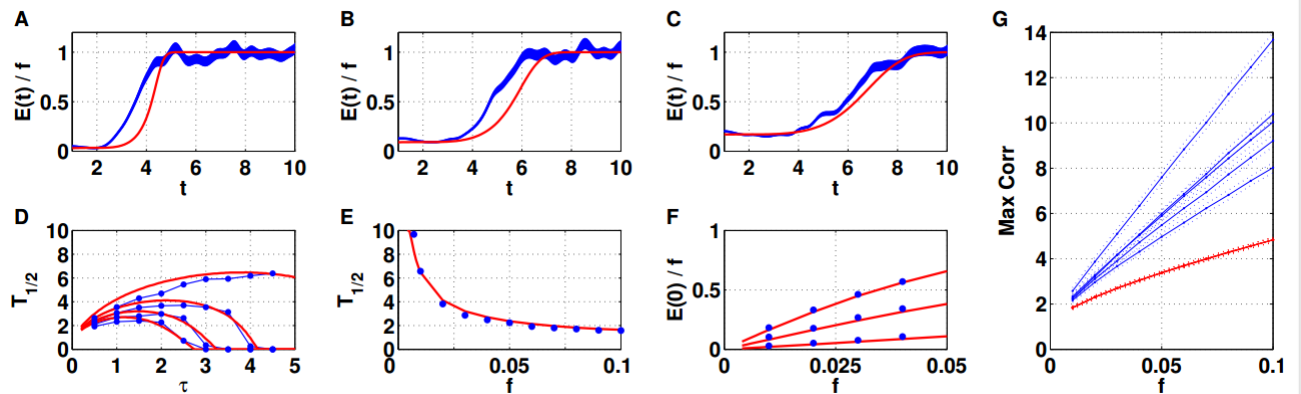 A
E(t) / f
1
0.5
0
2 4 6 8 10
t
B
E(t) / f
1
0.5
0
2 4 6 8 10
t
C
E(t) / f
1
0.5
0
2 4 6 8 10
t
D
T1/2
10
8
6
4
2
0
0 1 2 3 4 5
τ
E
T1/2
10
8
6
4
2
0
0 0.05 0.1
f
F
E(0) / f
1
0.5
0
0 0.025 0.05
f
G
Max Corr
14
12
10
8
6
4
2
0
0 0.05 0.1
f